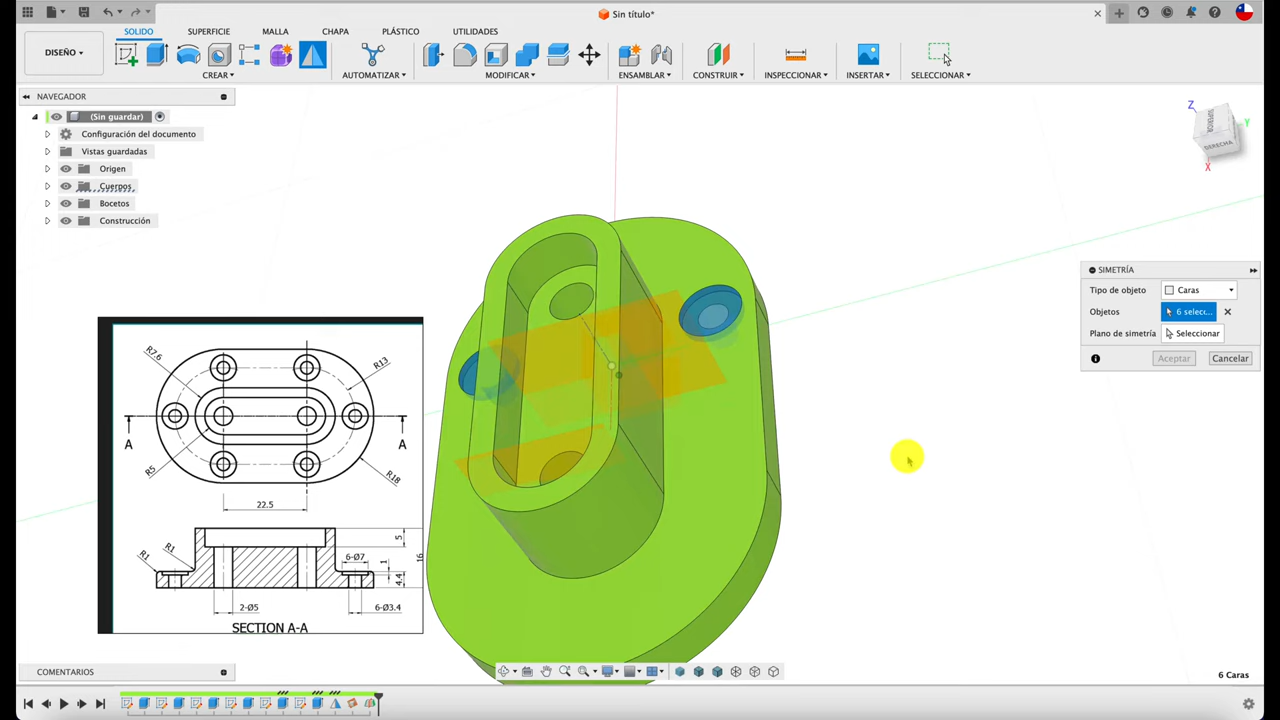 Sin título*
SOLIDO SUPERFICIE MALLA CHAPA PLÁSTICO UTILIDADES
DISEÑO
CREAR AUTOMATIZAR MODIFICAR ENSAMBLAR CONSTRUIR INSPECCIONAR INSERTAR SELECCIONAR
NAVEGADOR
(Sin guardar)
Configuración del documento
Vistas guardadas
Origen
Cuerpos
Bocetos
Construcción
Z
Y
SUPERIOR
DERECHA
X
SIMETRÍA
Tipo de objeto Caras
Objetos 6 selecc...
Plano de simetría Seleccionar
Aceptar Cancelar
R7.6
R13
A A
R5
R18
22.5
R1 R1
6-Ø7
1
5
16
4.4
2-Ø5
6-Ø3.4
SECTION A-A
COMENTARIOS
6 Caras